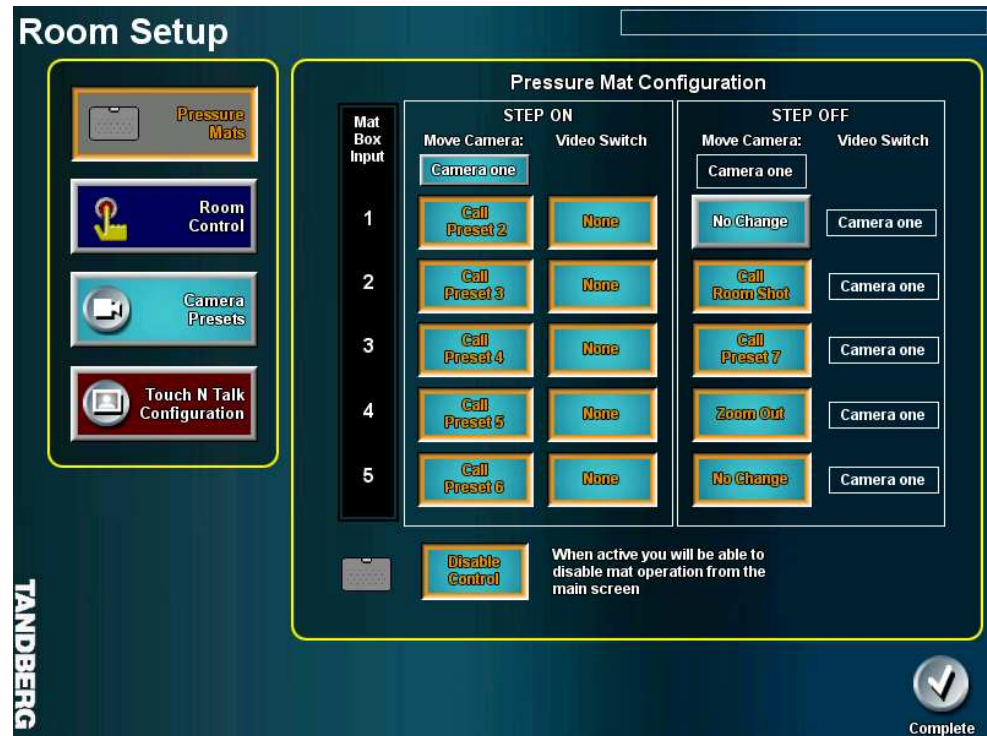 Room Setup
Pressure
Mats
Room
Control
Camera
Presets
Touch N Talk
Configuration
Pressure Mat Configuration
Mat
Box
Input
STEP ON
STEP OFF
Move Camera:
Video Switch
Move Camera:
Video Switch
Camera one
Camera one
1
Call
Preset 2
None
No Change
Camera one
2
Call
Preset 3
None
Call
Room Shot
Camera one
3
Call
Preset 4
None
Call
Preset 7
Camera one
4
Call
Preset 5
None
Zoom Out
Camera one
5
Call
Preset 6
None
No Change
Camera one
Disable
Control
When active you will be able to
disable mat operation from the
main screen
TANDBERG
Complete